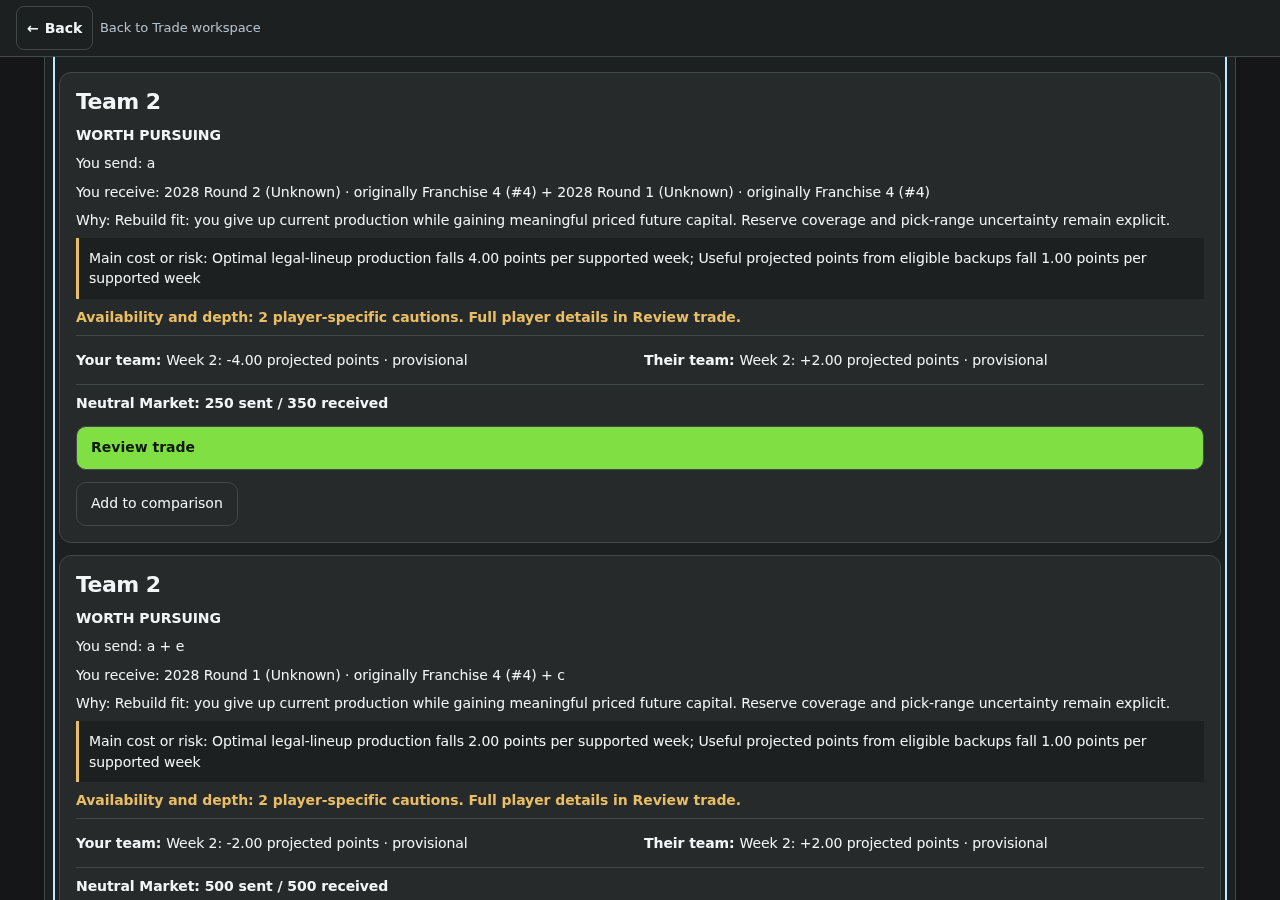 ← Back
Back to Trade workspace
Team 2
WORTH PURSUING
You send: a
You receive: 2028 Round 2 (Unknown) · originally Franchise 4 (#4) + 2028 Round 1 (Unknown) · originally Franchise 4 (#4)
Why: Rebuild fit: you give up current production while gaining meaningful priced future capital. Reserve coverage and pick-range uncertainty remain explicit.
Main cost or risk: Optimal legal-lineup production falls 4.00 points per supported week; Useful projected points from eligible backups fall 1.00 points per
supported week
Availability and depth: 2 player-specific cautions. Full player details in Review trade.
Your team: Week 2: -4.00 projected points · provisional
Their team: Week 2: +2.00 projected points · provisional
Neutral Market: 250 sent / 350 received
Review trade
Add to comparison
Team 2
WORTH PURSUING
You send: a + e
You receive: 2028 Round 1 (Unknown) · originally Franchise 4 (#4) + c
Why: Rebuild fit: you give up current production while gaining meaningful priced future capital. Reserve coverage and pick-range uncertainty remain explicit.
Main cost or risk: Optimal legal-lineup production falls 2.00 points per supported week; Useful projected points from eligible backups fall 1.00 points per
supported week
Availability and depth: 2 player-specific cautions. Full player details in Review trade.
Your team: Week 2: -2.00 projected points · provisional
Their team: Week 2: +2.00 projected points · provisional
Neutral Market: 500 sent / 500 received